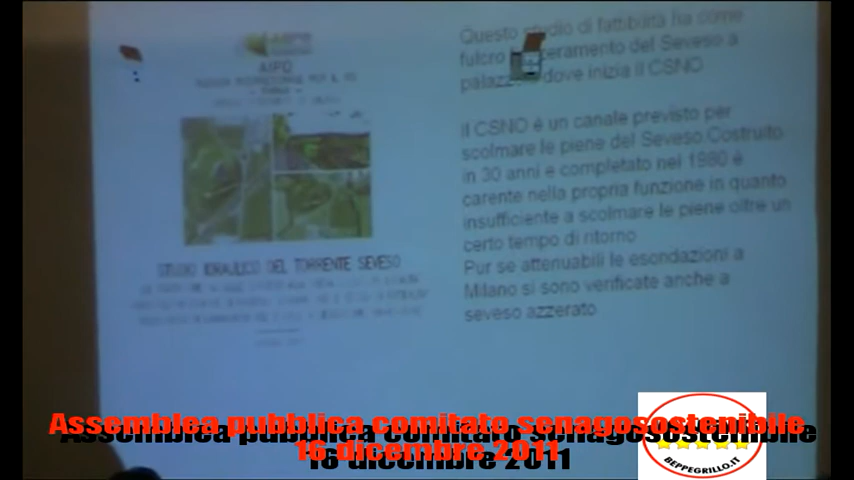 AIPO
STUDIO IDRAULICO DEL TORRENTE SEVESO
Questo studio di fattibilità ha come
fulcro del Seveso a
dove inizia il CSNO
Il CSNO è un canale previsto per
scolmare le piene del Seveso Costruito
in 30 anni e completato nel 1980 è
carente nella propria funzione in quanto
insufficiente a scolmare le piene oltre un
certo tempo di ritorno
Pur se attenuabili le esondazioni a
Milano si sono verificate anche a
seveso azzerato
Assemblea pubblica comitato senagosostenibile
16 dicembre 2011
BEPPEGRILLO.IT